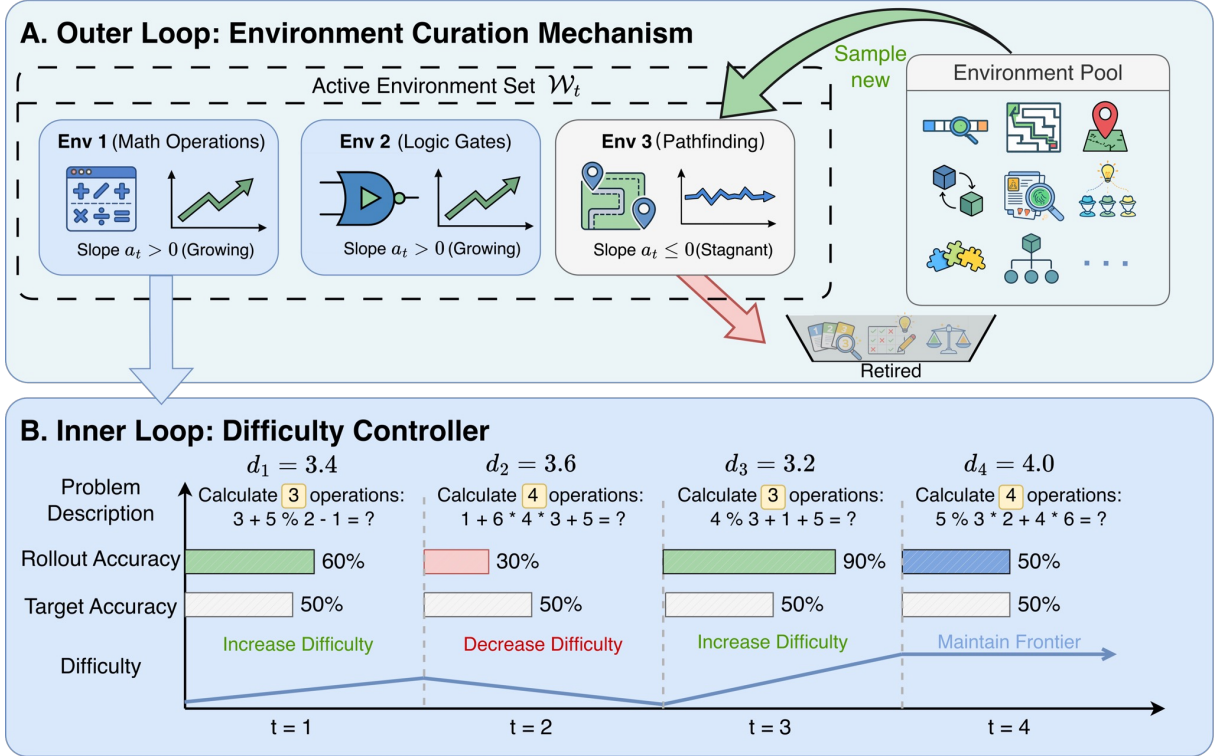 A. Outer Loop: Environment Curation Mechanism
Active Environment Set 𝒲ₜ
Sample
new
Environment Pool
Env 1 (Math Operations)
Slope aₜ > 0 (Growing)
Env 2 (Logic Gates)
Slope aₜ > 0 (Growing)
Env 3 (Pathfinding)
Slope aₜ ≤ 0(Stagnant)
. . .
Retired
B. Inner Loop: Difficulty Controller
d₁ = 3.4
d₂ = 3.6
d₃ = 3.2
d₄ = 4.0
Problem
Description
Calculate 3 operations:
3 + 5 % 2 - 1 = ?
Calculate 4 operations:
1 + 6 * 4 * 3 + 5 = ?
Calculate 3 operations:
4 % 3 + 1 + 5 = ?
Calculate 4 operations:
5 % 3 * 2 + 4 * 6 = ?
Rollout Accuracy
60%
30%
90%
50%
Target Accuracy
50%
50%
50%
50%
Increase Difficulty
Decrease Difficulty
Increase Difficulty
Maintain Frontier
Difficulty
t = 1
t = 2
t = 3
t = 4